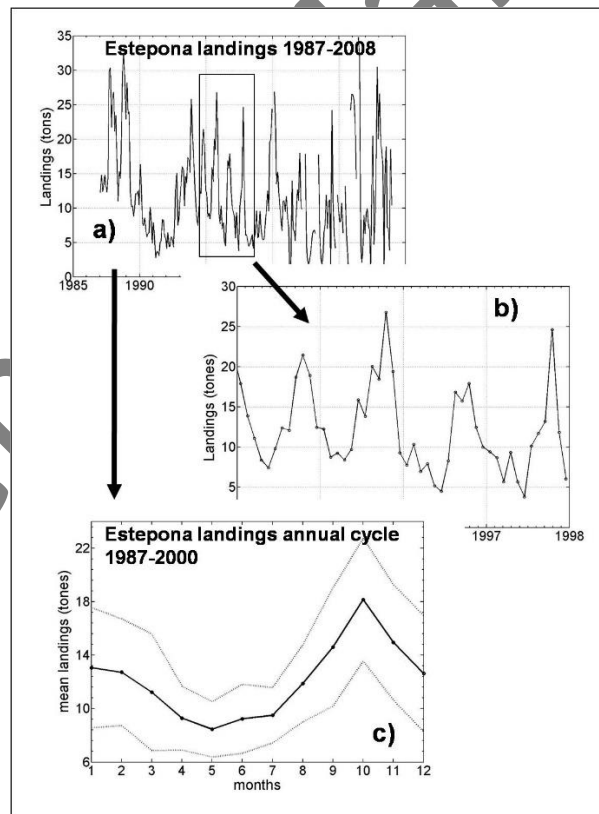 Estepona landings 1987-2008
35
30
25
20
15
10
5
0
Landings (tons)
a)
1985
1990
b)
30
25
20
15
10
5
Landings (tones)
1997
1998
Estepona landings annual cycle
1987-2000
22
18
14
10
6
mean landings (tones)
c)
1 2 3 4 5 6 7 8 9 10 11 12
months